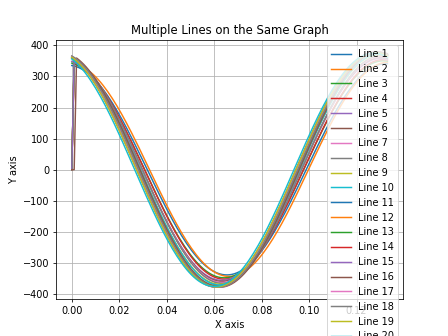 Multiple Lines on the Same Graph
400
300
200
100
0
−100
−200
−300
−400
Y axis
0.00
0.02
0.04
0.06
0.08
0.10
X axis
Line 1
Line 2
Line 3
Line 4
Line 5
Line 6
Line 7
Line 8
Line 9
Line 10
Line 11
Line 12
Line 13
Line 14
Line 15
Line 16
Line 17
Line 18
Line 19